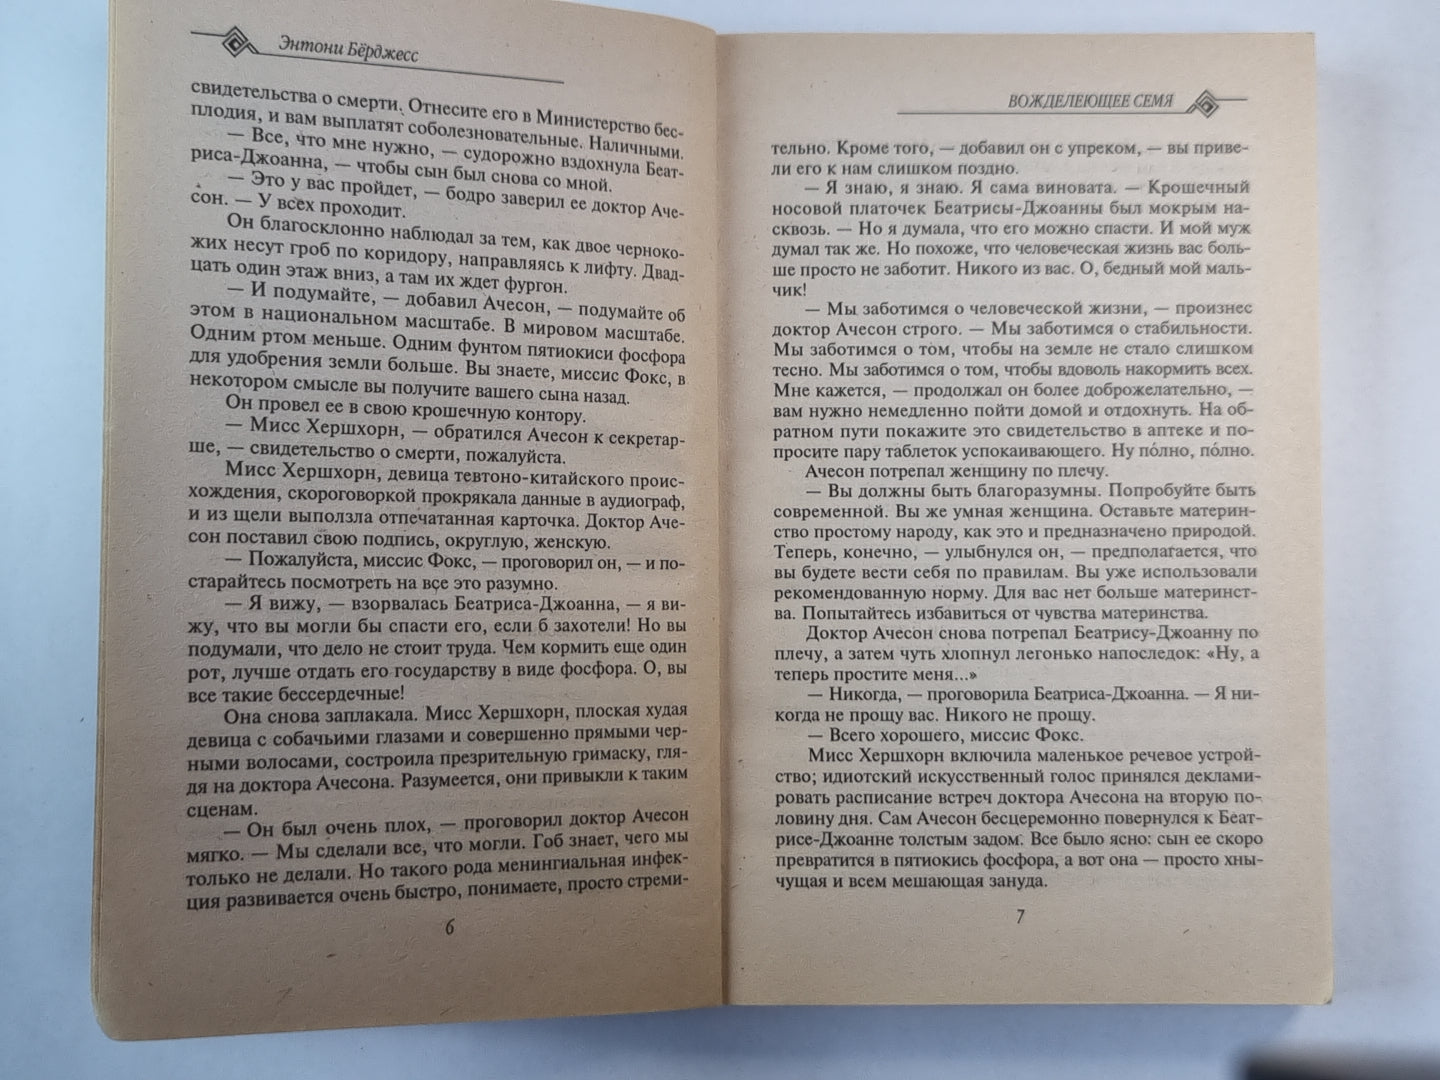 Энтони Бёрджесс
свидетельства о смерти. Отнесите его в Министерство бес-
плодия, и вам выплатят соболезновательные. Наличными.
— Все, что мне нужно, — судорожно вздохнула Беат-
риса-Джоанна, — чтобы сын был снова со мной.
— Это у вас пройдет, — бодро заверил ее доктор Аче-
сон. — У всех проходит.
Он благосклонно наблюдал за тем, как двое черноко-
жих несут гроб по коридору, направляясь к лифту. Двад-
цать один этаж вниз, а там их ждет фургон.
— И подумайте, — добавил Ачесон, — подумайте об
этом в национальном масштабе. В мировом масштабе.
Одним ртом меньше. Одним фунтом пятиокиси фосфора
для удобрения земли больше. Вы знаете, миссис Фокс, в
некотором смысле вы получите вашего сына назад.
Он провел ее в свою крошечную контору.
— Мисс Хершхорн, — обратился Ачесон к секретар-
ше, — свидетельство о смерти, пожалуйста.
Мисс Хершхорн, девица тевтоно-китайского проис-
хождения, скороговоркой прокрякала данные в аудиограф,
и из щели выползла отпечатанная карточка. Доктор Аче-
сон поставил свою подпись, округлую, женскую.
— Пожалуйста, миссис Фокс, — проговорил он, — и по-
старайтесь посмотреть на все это разумно.
— Я вижу, — взорвалась Беатриса-Джоанна, — я ви-
жу, что вы могли бы спасти его, если б захотели! Но вы
подумали, что дело не стоит труда. Чем кормить еще один
рот, лучше отдать его государству в виде фосфора. О, вы
все такие бессердечные!
Она снова заплакала. Мисс Хершхорн, плоская худая
девица с собачьими глазами и совершенно прямыми чер-
ными волосами, состроила презрительную гримаску, гля-
дя на доктора Ачесона. Разумеется, они привыкли к таким
сценам.
— Он был очень плох, — проговорил доктор Ачесон
мягко. — Мы сделали все, что могли. Гоб знает, чего мы
только не делали. Но такого рода менингиальная инфек-
ция развивается очень быстро, понимаете, просто стреми-
6
ВОЖДЕЛЕЮЩЕЕ СЕМЯ
тельно. Кроме того, — добавил он с упреком, — вы приве-
ли его к нам слишком поздно.
— Я знаю, я знаю. Я сама виновата. — Крошечный
носовой платочек Беатрисы-Джоанны был мокрым на-
сквозь. — Но я думала, что его можно спасти. И мой муж
думал так же. Но похоже, что человеческая жизнь вас боль-
ше просто не заботит. Никого из вас. О, бедный мой маль-
чик!
— Мы заботимся о человеческой жизни, — произнес
доктор Ачесон строго. — Мы заботимся о стабильности.
Мы заботимся о том, чтобы на земле не стало слишком
тесно. Мы заботимся о том, чтобы вдоволь накормить всех.
Мне кажется, — продолжал он более доброжелательно, —
вам нужно немедленно пойти домой и отдохнуть. На об-
ратном пути покажите это свидетельство в аптеке и по-
просите пару таблеток успокаивающего. Ну по́лно, по́лно.
Ачесон потрепал женщину по плечу.
— Вы должны быть благоразумны. Попробуйте быть
современной. Вы же умная женщина. Оставьте материн-
ство простому народу, как это и предназначено природой.
Теперь, конечно, — улыбнулся он, — предполагается, что
вы будете вести себя по правилам. Вы уже использовали
рекомендованную норму. Для вас нет больше материнст-
ва. Попытайтесь избавиться от чувства материнства.
Доктор Ачесон снова потрепал Беатрису-Джоанну по
плечу, а затем чуть хлопнул легонько напоследок: «Ну, а
теперь простите меня...»
— Никогда, — проговорила Беатриса-Джоанна. — Я ни-
когда не прощу вас. Никого не прощу.
— Всего хорошего, миссис Фокс.
Мисс Хершхорн включила маленькое речевое устрой-
ство; идиотский искусственный голос принялся деклами-
ровать расписание встреч доктора Ачесона на вторую по-
ловину дня. Сам Ачесон бесцеремонно повернулся к Беат-
рисе-Джоанне толстым задом. Все было ясно: сын ее скоро
превратится в пятиокись фосфора, а вот она — просто хны-
чущая и всем мешающая зануда.
7